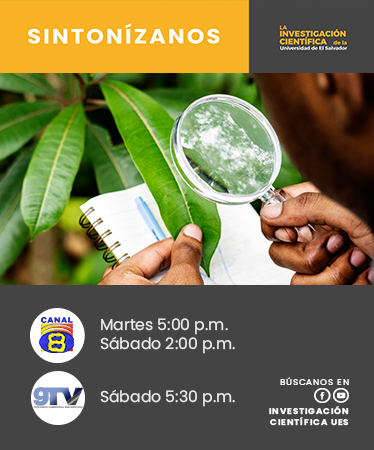 SINTONÍZANOS
LA
INVESTIGACIÓN
CIENTÍFICA de la
Universidad de El Salvador
CANAL
8
Martes 5:00 p.m.
Sábado 2:00 p.m.
9TV
Sábado 5:30 p.m.
BÚSCANOS EN
INVESTIGACIÓN
CIENTÍFICA UES